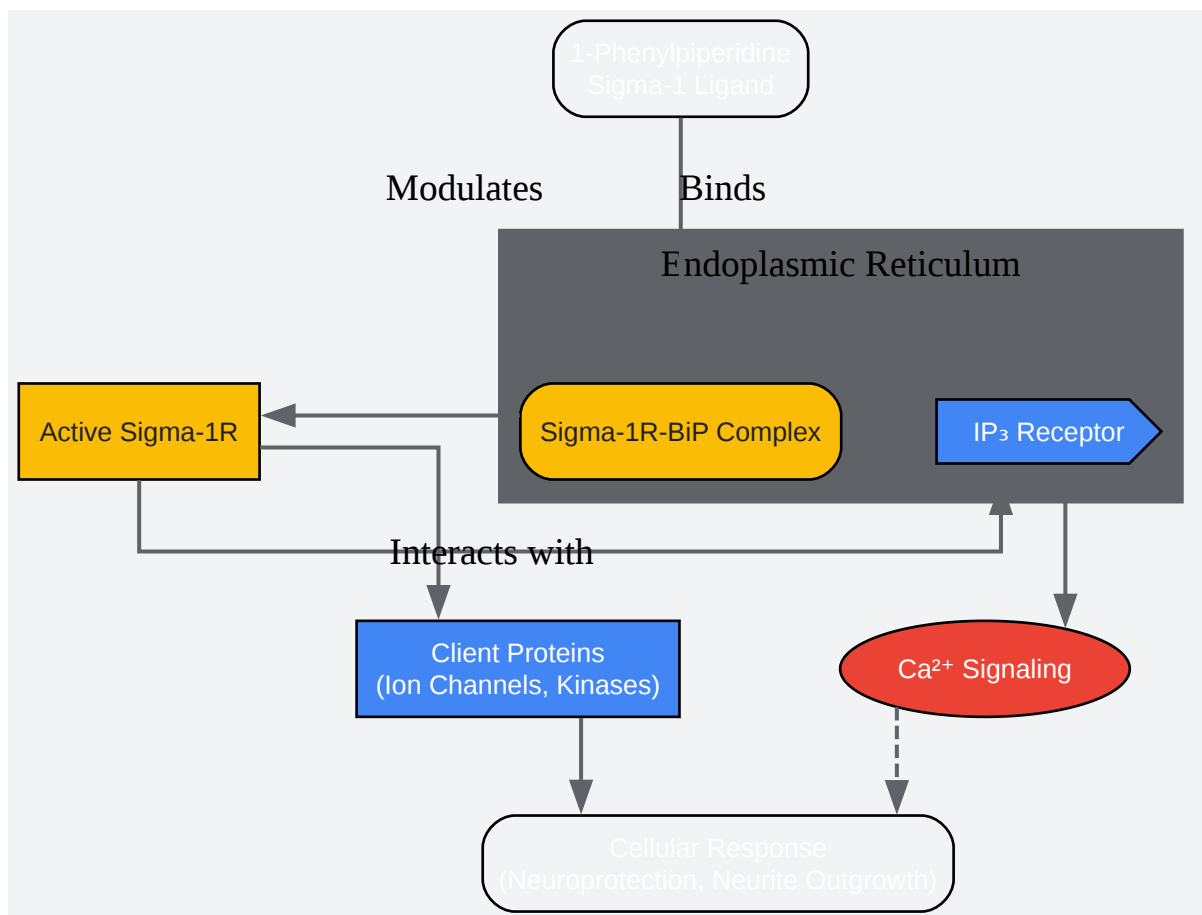 1-Phenylpiperidine
Sigma-1 Ligand
Modulates
Binds
Endoplasmic Reticulum
Active Sigma-1R
Sigma-1R-BiP Complex
IP₃ Receptor
Interacts with
Client Proteins
(Ion Channels, Kinases)
Ca²⁺ Signaling
Cellular Response
(Neuroprotection, Neurite Outgrowth)